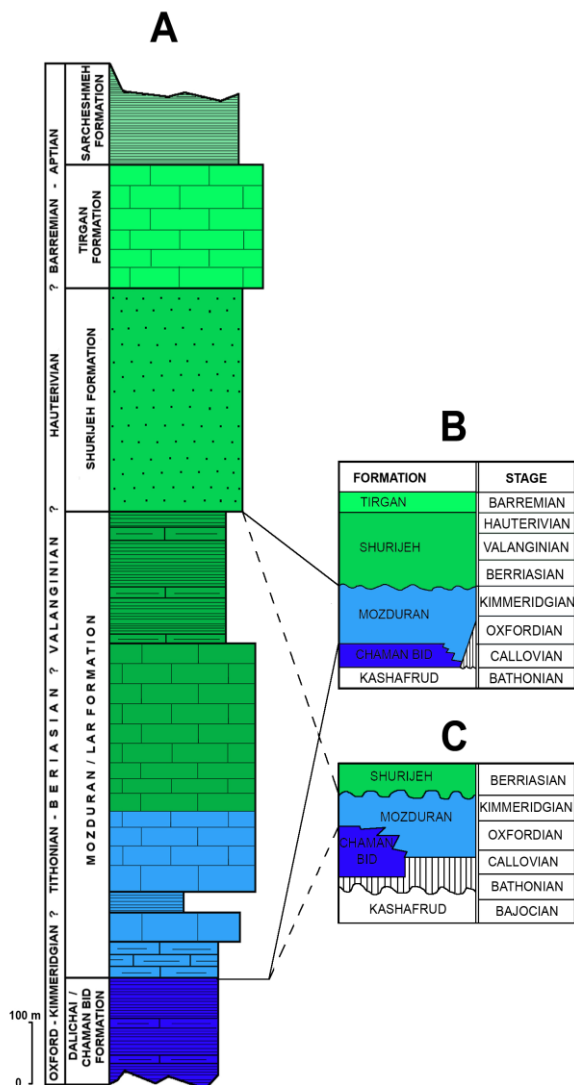 A
SARCHESHMEH
FORMATION
TIRGAN
FORMATION
SHURIJEH FORMATION
MOZDURAN / LAR FORMATION
DALICHAI /
CHAMAN BID
FORMATION
OXFORD - KIMMERIDGIAN ? TITHONIAN - BERIASIAN ? VALANGINIAN ? HAUTERIVIAN ? BARREMIAN - APTIAN
100 m
0
B
FORMATION STAGE
TIRGAN BARREMIAN
SHURIJEH HAUTERIVIAN
VALANGINIAN
BERRIASIAN
MOZDURAN KIMMERIDGIAN
OXFORDIAN
CHAMAN BID CALLOVIAN
KASHAFRUD BATHONIAN
C
SHURIJEH BERRIASIAN
MOZDURAN KIMMERIDGIAN
CHAMAN
BID
OXFORDIAN
CALLOVIAN
BATHONIAN
KASHAFRUD BAJOCIAN